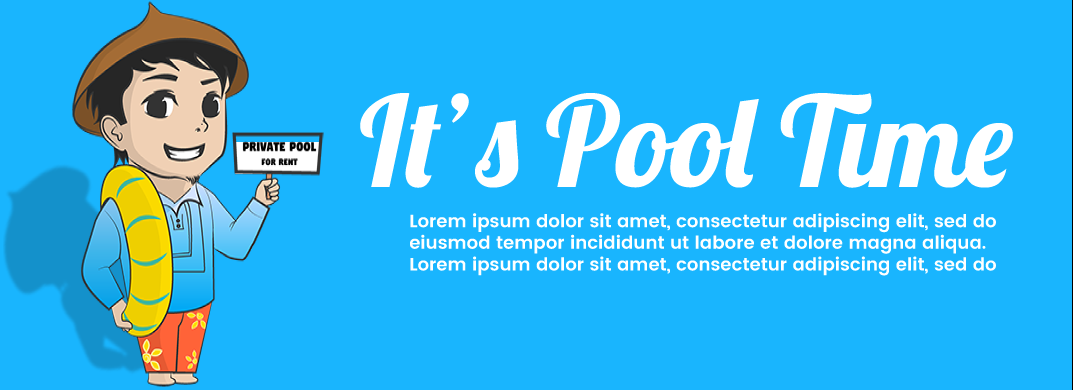 PRIVATE POOL
FOR RENT
It's Pool Time
Lorem ipsum dolor sit amet, consectetur adipiscing elit, sed do
eiusmod tempor incididunt ut labore et dolore magna aliqua.
Lorem ipsum dolor sit amet, consectetur adipiscing elit, sed do